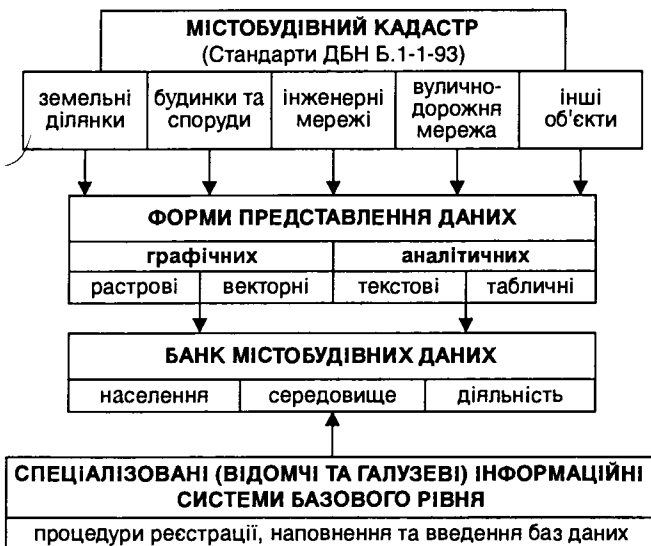 МІСТОБУДІВНИЙ КАДАСТР
(Стандарти ДБН Б.1-1-93)
земельні ділянки
будинки та споруди
інженерні мережі
вулично-дорожня мережа
інші об'єкти
ФОРМИ ПРЕДСТАВЛЕННЯ ДАНИХ
графічних
аналітичних
растрові
векторні
текстові
табличні
БАНК МІСТОБУДІВНИХ ДАНИХ
населення
середовище
діяльність
СПЕЦІАЛІЗОВАНІ (ВІДОМЧІ ТА ГАЛУЗЕВІ) ІНФОРМАЦІЙНІ
СИСТЕМИ БАЗОВОГО РІВНЯ
процедури реєстрації, наповнення та введення баз даних